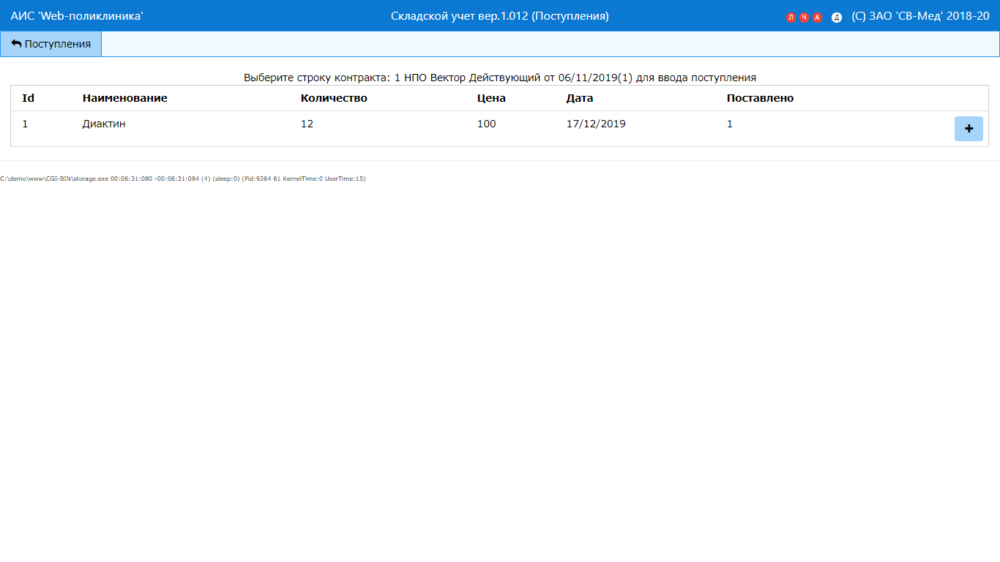 АИС 'Web-поликлиника' Складской учет вер.1.012 (Поступления) Л Ч А Д (С) ЗАО 'СВ-Мед' 2018-20
Поступления
Выберите строку контракта: 1 НПО Вектор Действующий от 06/11/2019(1) для ввода поступления
Id Наименование Количество Цена Дата Поставлено
1 Диактин 12 100 17/12/2019 1 +
C:\demo\www\CGI-BIN\storage.exe 00:06:31:080 -00:06:31:084 (4) (sleep:0) (Pid:9264 61 KernelTime:0 UserTime:15)